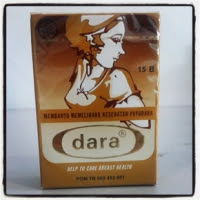 15 B
MEMBANTU MEMELIHARA KESEHATAN PAYUDARA
dara®
HELP TO CARE BREAST HEALTH